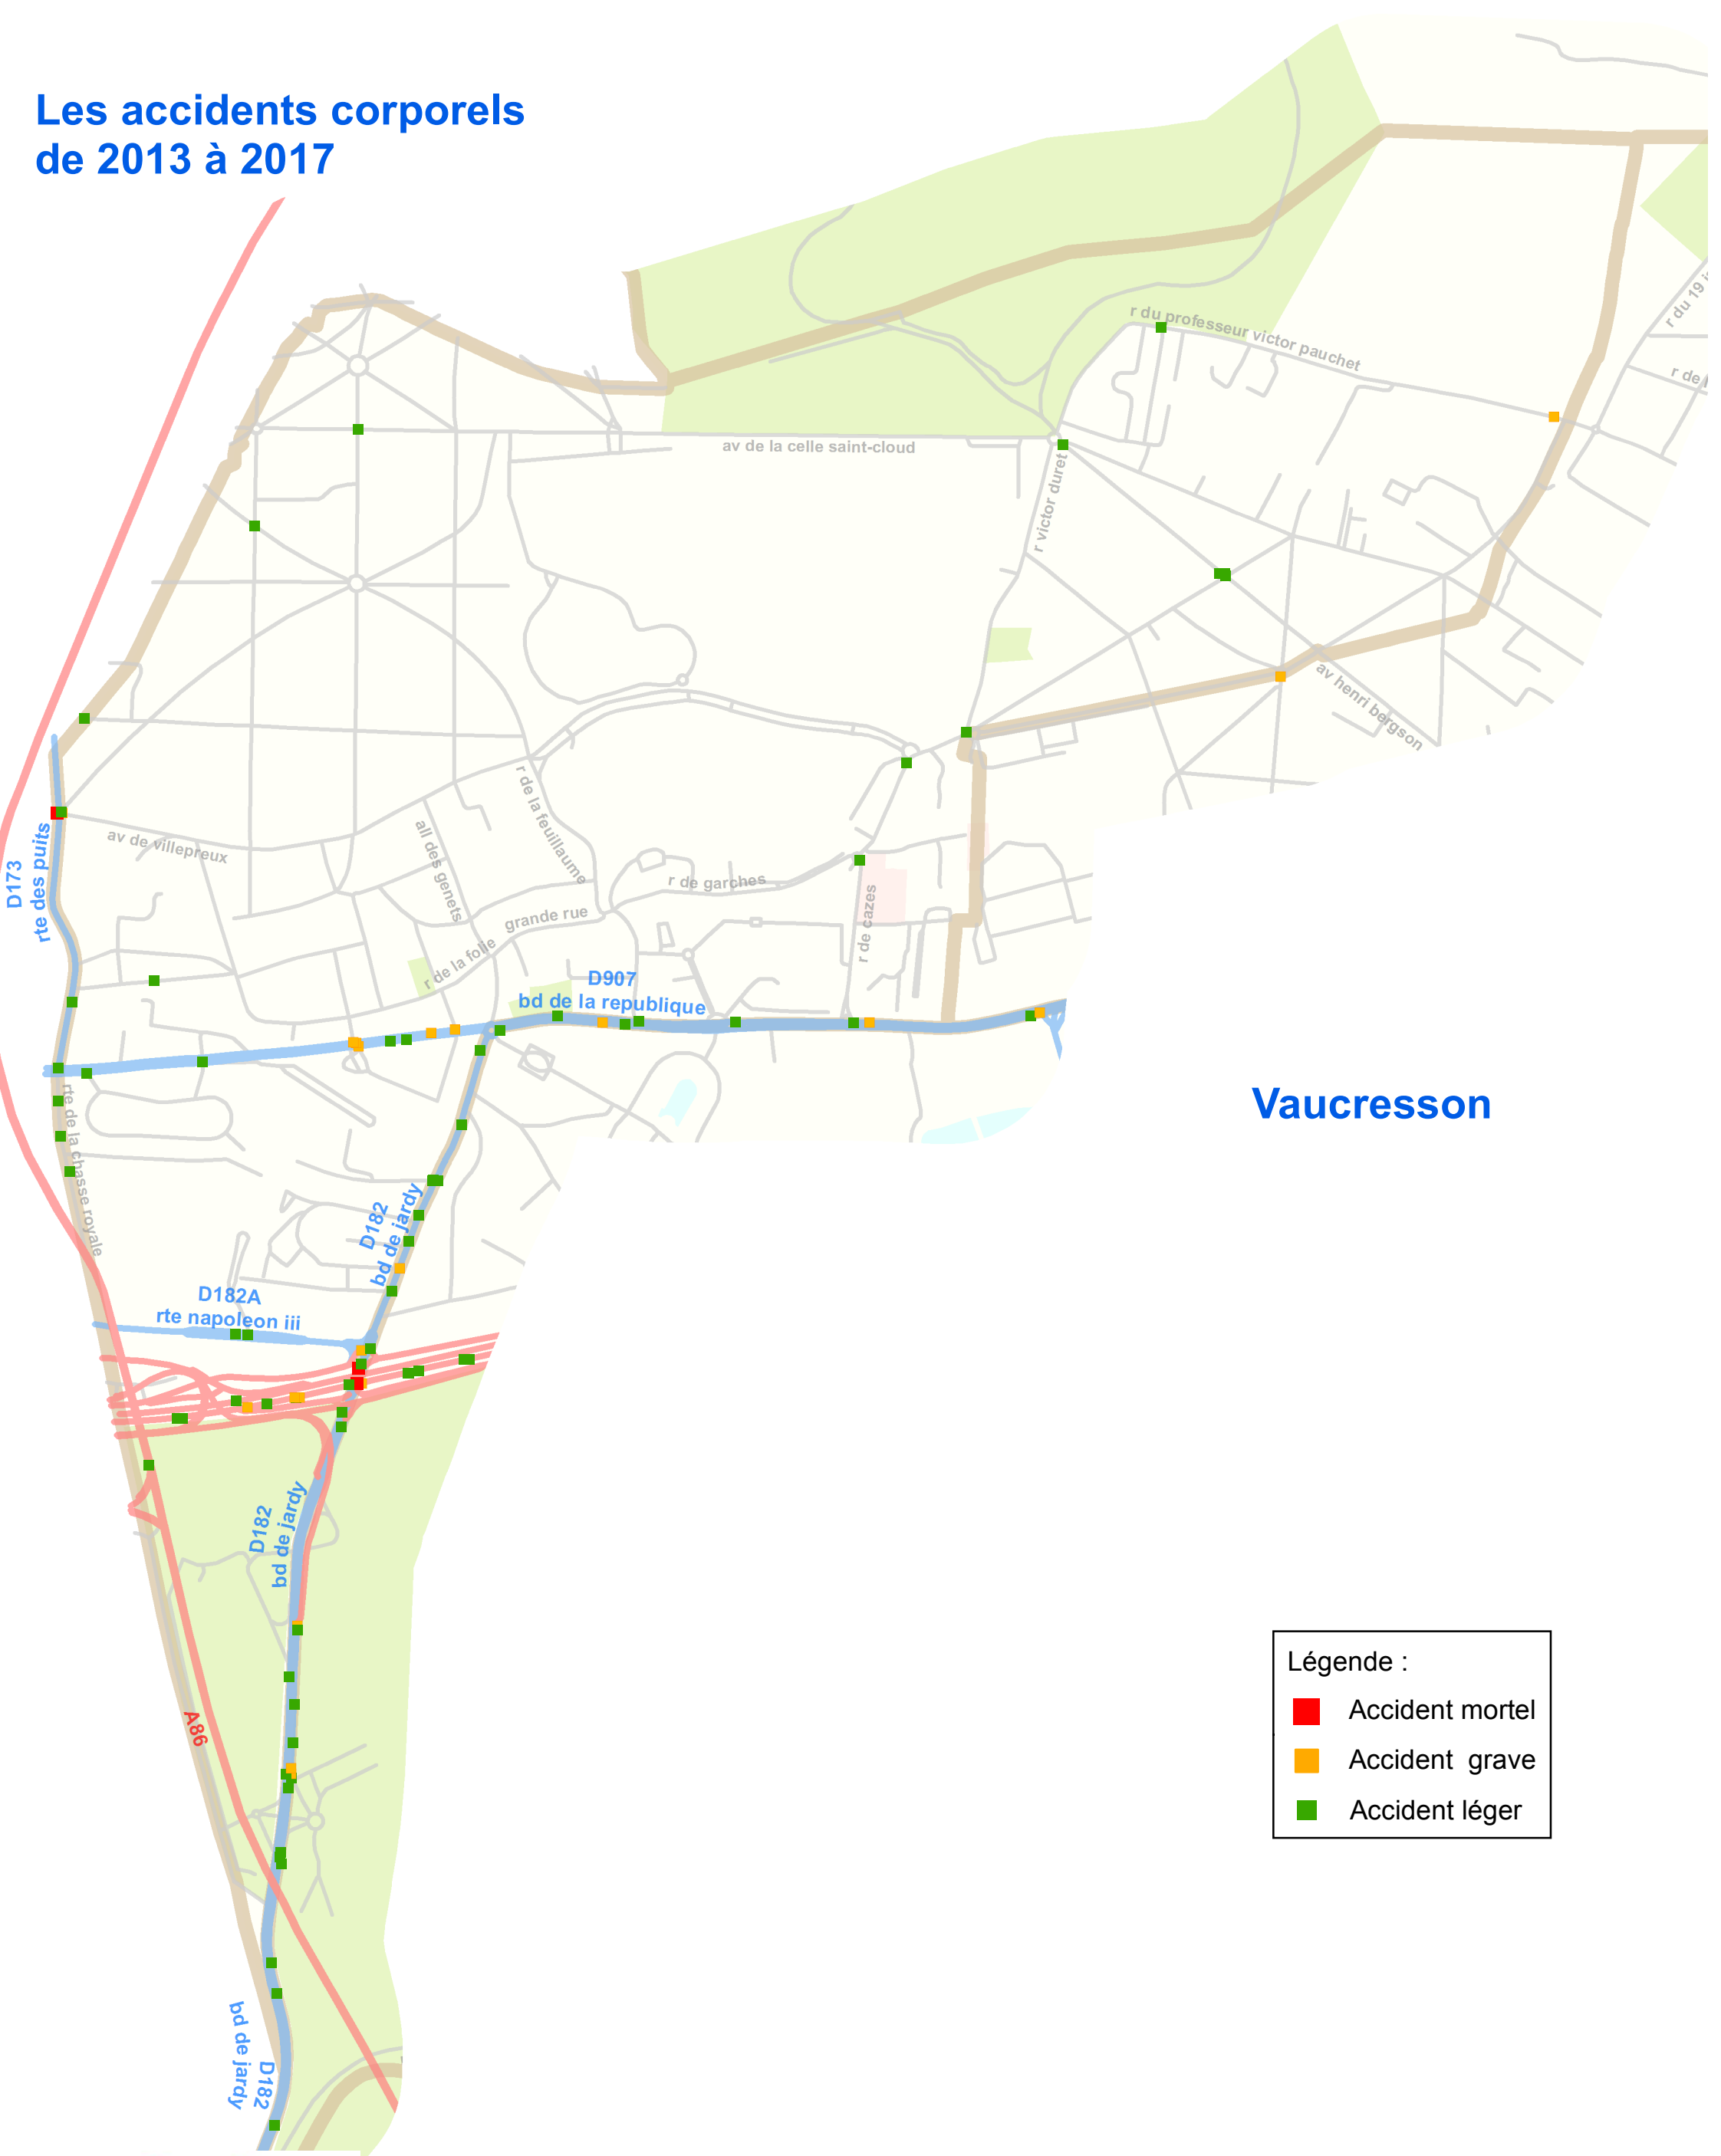 Les accidents corporels
de 2013 à 2017
r du professeur victor pauchet
r du 19
r de
av de la celle saint-cloud
r victor duret
av henri bergson
D173
rte des puits
av de villepreux
all des genets
r de la feuillaume
r de garches
grande rue
r de la folie
r de cazes
D907
bd de la republique
rte de la chasse royale
Vaucresson
D182
bd de jardy
D182A
rte napoleon iii
D182
bd de jardy
A86
D182
bd de jardy
Légende :
Accident mortel
Accident grave
Accident léger